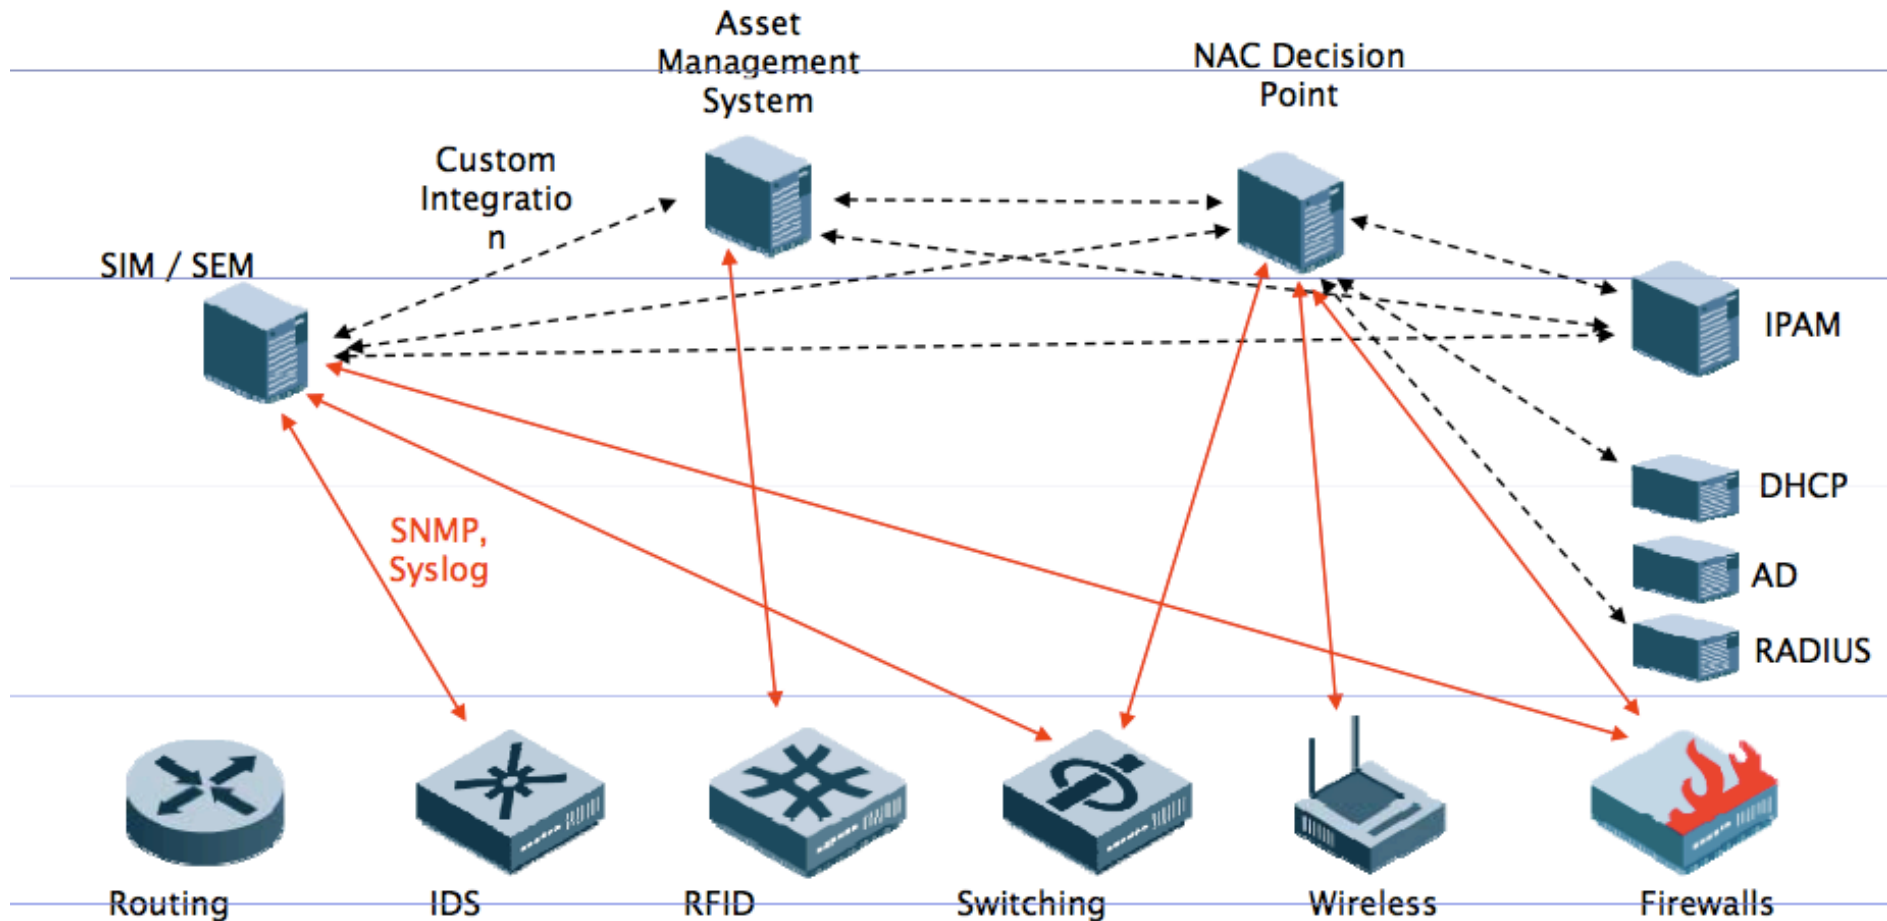 Asset
Management
System
NAC Decision
Point
Custom
Integratio
n
SIM / SEM
IPAM
DHCP
SNMP,
Syslog
AD
RADIUS
Routing
IDS
RFID
Switching
Wireless
Firewalls